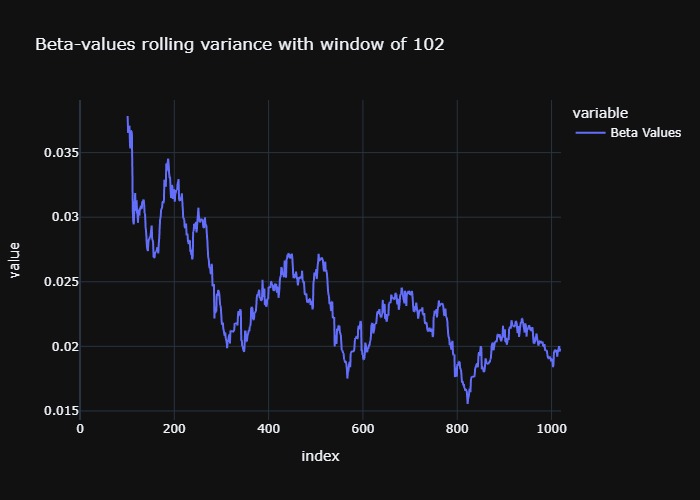 Beta-values rolling variance with window of 102
variable
Beta Values
value
0.035
0.03
0.025
0.02
0.015
0
200
400
600
800
1000
index